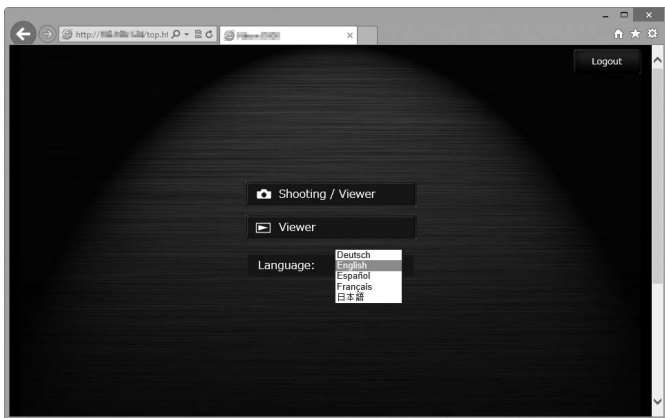 http://
/top.ht
Logout
Shooting / Viewer
Viewer
Language:
Deutsch
English
Español
Français
日本語